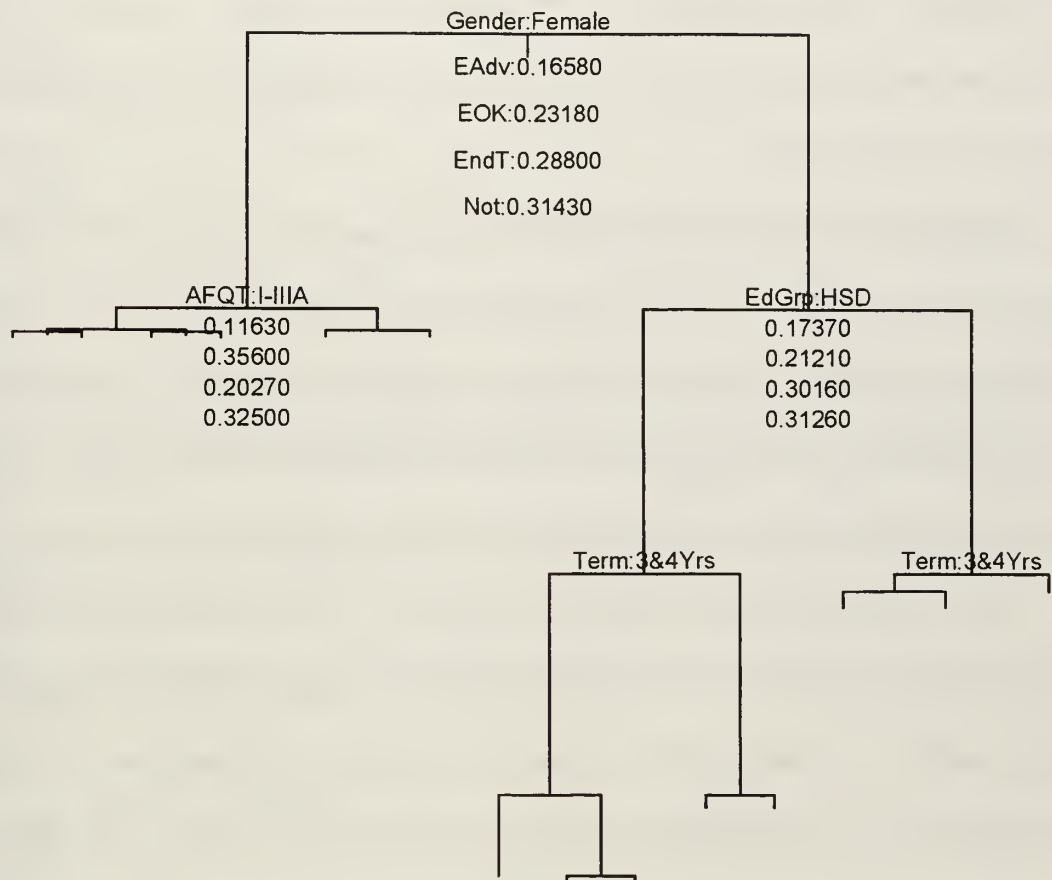 Gender:Female
EAdv:0.16580
EOK:0.23180
EndT:0.28800
Not:0.31430
AFQT:I-IIIA
0.11630
0.35600
0.20270
0.32500
EdGrp:HSD
0.17370
0.21210
0.30160
0.31260
Term:3&4Yrs
Term:3&4Yrs